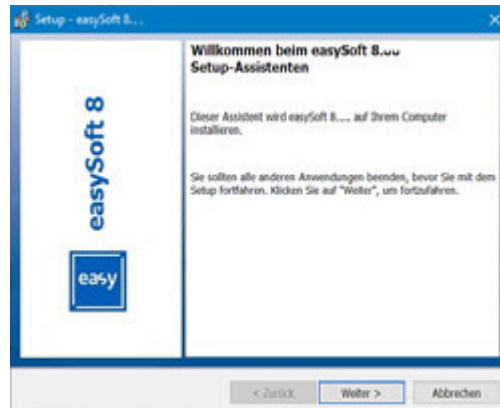 Setup - easySoft 8...
Willkommen beim easySoft 8.
Setup-Assistenten
easySoft 8
easy
Dieser Assistent wird easySoft 8.... auf Ihrem Computer
installieren.
Sie sollten alle anderen Anwendungen beenden, bevor Sie mit dem
Setup fortfahren. Klicken Sie auf "Weiter", um fortzufahren.
< Zurück
Weiter >
Abbrechen